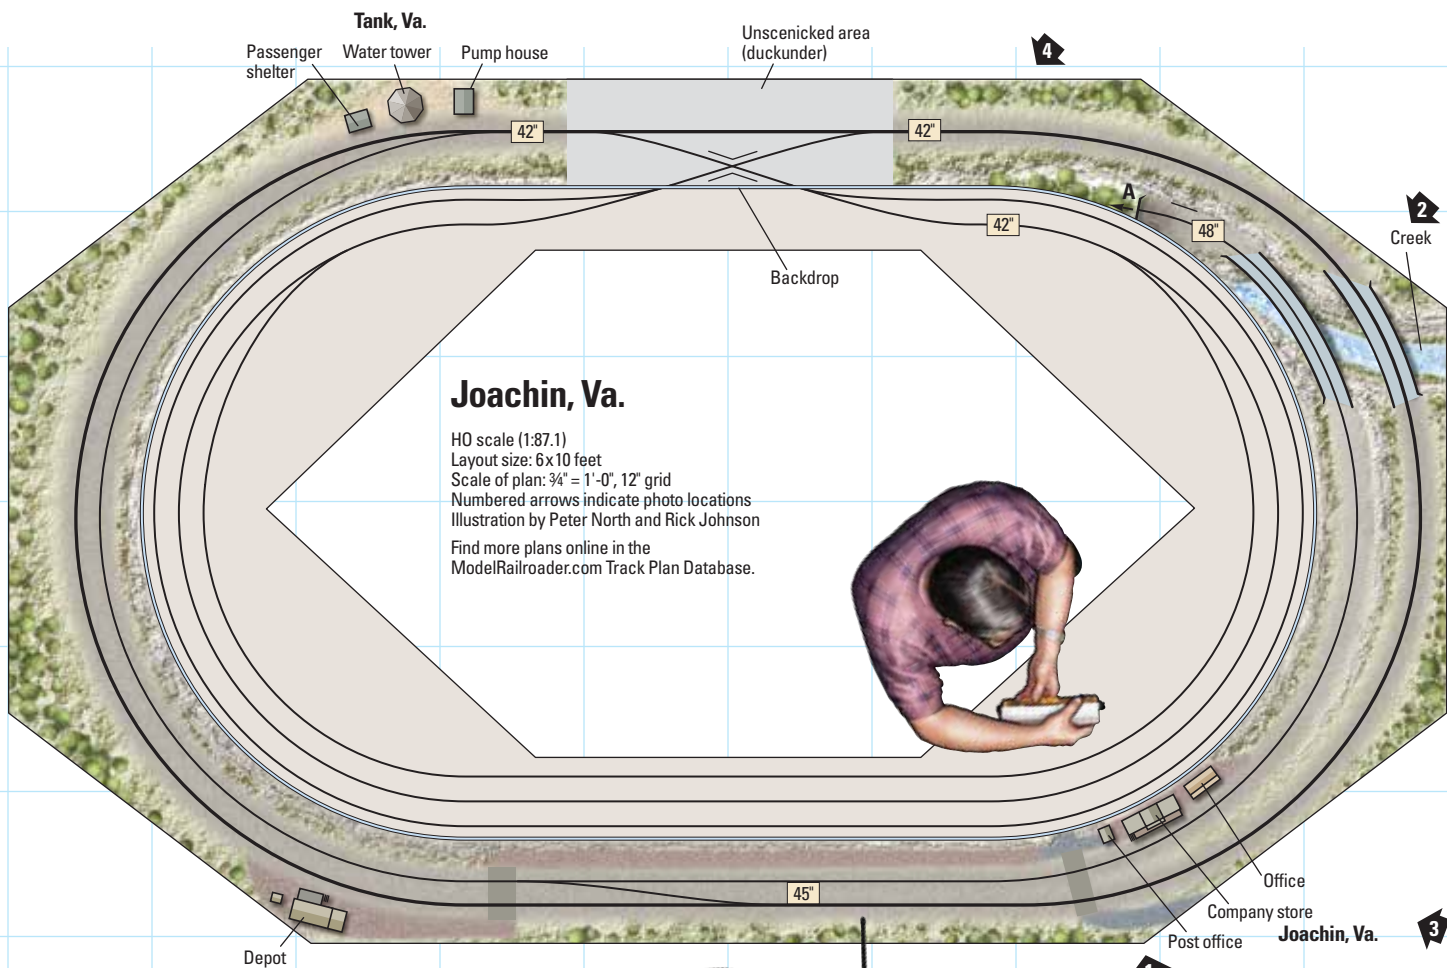 Tank, Va.
Passenger
shelter
Water tower
Pump house
Unscenicked area
(duckunder)
4
42"
42"
A
2
48"
Creek
42"
Backdrop
Joachin, Va.
HO scale (1:87.1)
Layout size: 6 x 10 feet
Scale of plan: ¾" = 1'-0", 12" grid
Numbered arrows indicate photo locations
Illustration by Peter North and Rick Johnson
Find more plans online in the
ModelRailroader.com Track Plan Database.
45"
Office
Company store
Post office
Joachin, Va.
3
Depot